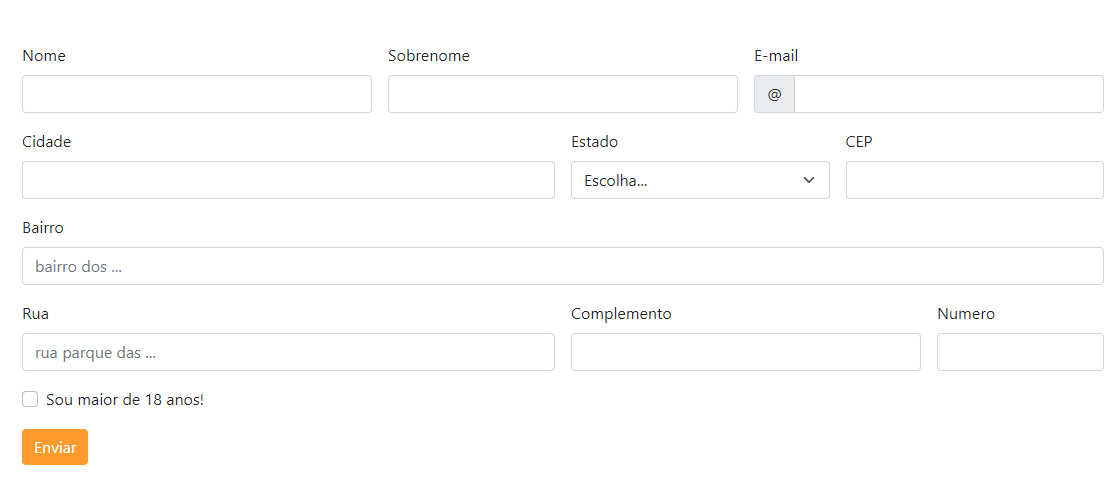 Nome Sobrenome E-mail
@
Cidade Estado CEP
Escolha...
Bairro
bairro dos ...
Rua Complemento Numero
rua parque das ...
Sou maior de 18 anos!
Enviar